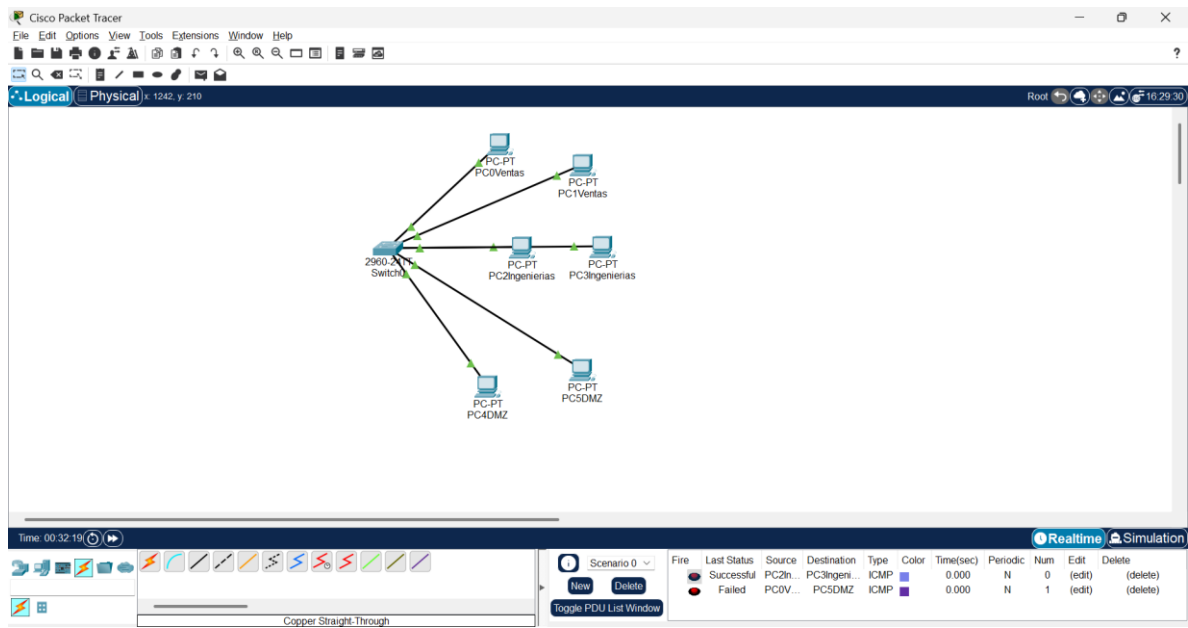 Cisco Packet Tracer
File Edit Options View Tools Extensions Window Help
?
Logical Physical x: 1242, y: 210 Root 16:29:30
PC-PT
PC0Ventas
PC-PT
PC1Ventas
2960-24TT
Switch0
PC-PT
PC2Ingenierias
PC-PT
PC3Ingenierias
PC-PT
PC5DMZ
PC-PT
PC4DMZ
Time: 00:32:19 Realtime Simulation
Scenario 0
New Delete
Toggle PDU List Window
Fire Last Status Source Destination Type Color Time(sec) Periodic Num Edit Delete
Successful PC2In... PC3Ingeni... ICMP 0.000 N 0 (edit) (delete)
Failed PC0V... PC5DMZ ICMP 0.000 N 1 (edit) (delete)
Copper Straight-Through